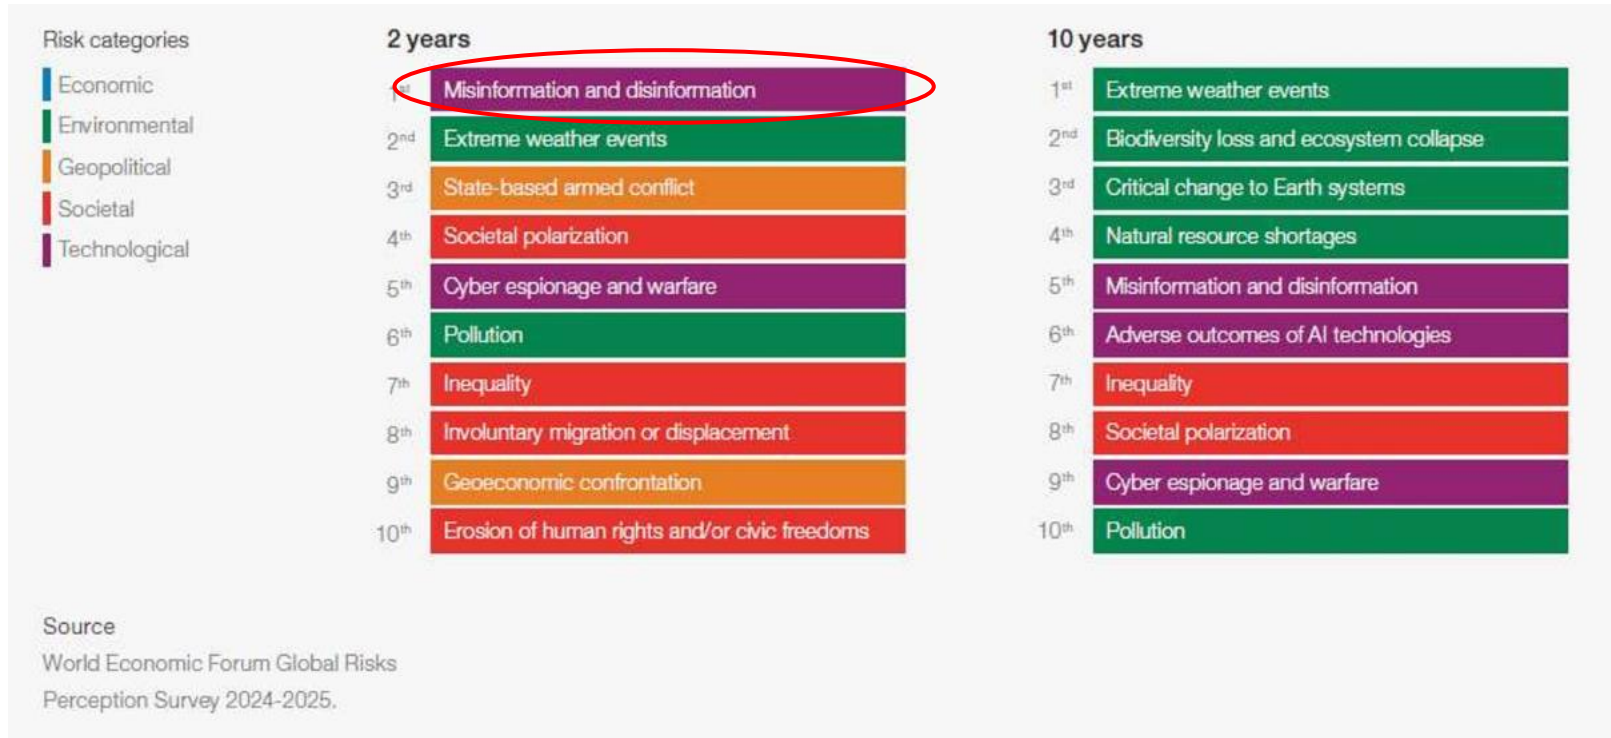 Risk categories
Economic
Environmental
Geopolitical
Societal
Technological
2 years
1st Misinformation and disinformation
2nd Extreme weather events
3rd State-based armed conflict
4th Societal polarization
5th Cyber espionage and warfare
6th Pollution
7th Inequality
8th Involuntary migration or displacement
9th Geoeconomic confrontation
10th Erosion of human rights and/or civic freedoms
10 years
1st Extreme weather events
2nd Biodiversity loss and ecosystem collapse
3rd Critical change to Earth systems
4th Natural resource shortages
5th Misinformation and disinformation
6th Adverse outcomes of AI technologies
7th Inequality
8th Societal polarization
9th Cyber espionage and warfare
10th Pollution
Source
World Economic Forum Global Risks
Perception Survey 2024-2025.